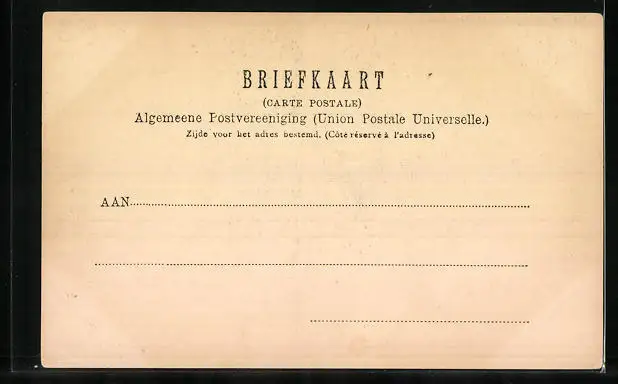 BRIEFKAART
(CARTE POSTALE)
Algemeene Postvereeniging (Union Postale Universelle.)
Zijde voor het adres bestemd. (Côté réservé à l'adresse)
AAN